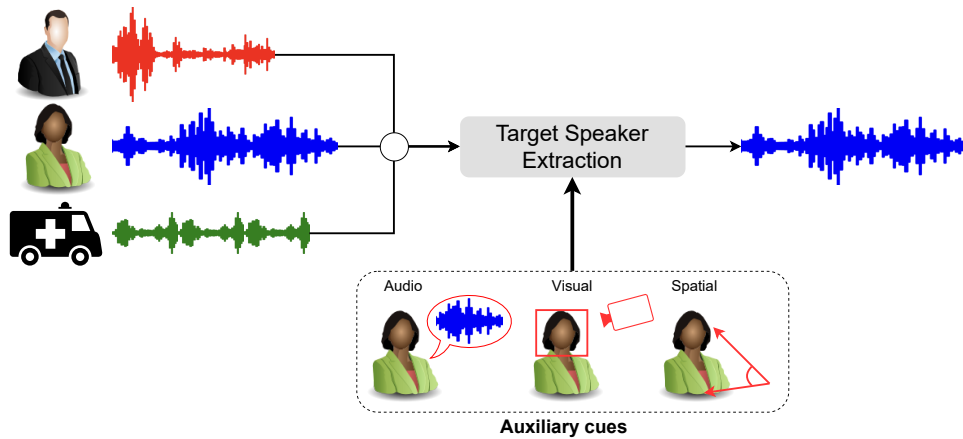 Target Speaker
Extraction
Audio
Visual
Spatial
Auxiliary cues